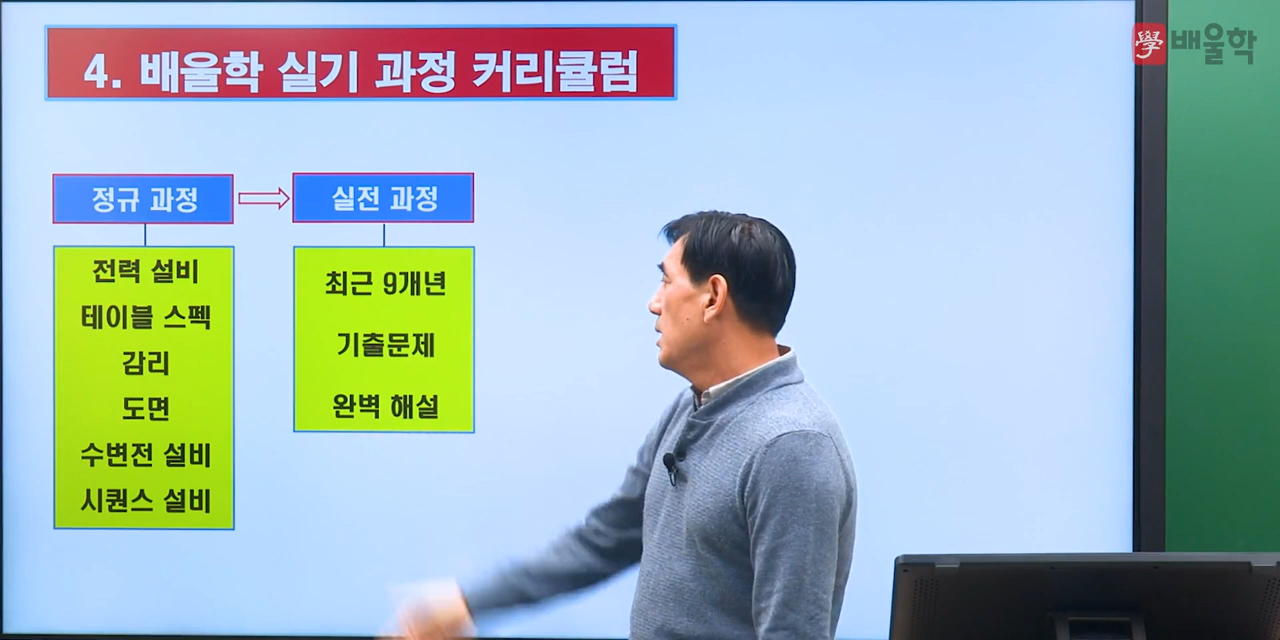 4. 배울학 실기 과정 커리큘럼
學 배울학
정규 과정
실전 과정
전력 설비
테이블 스펙
감리
도면
수변전 설비
시퀀스 설비
최근 9개년
기출문제
완벽 해설